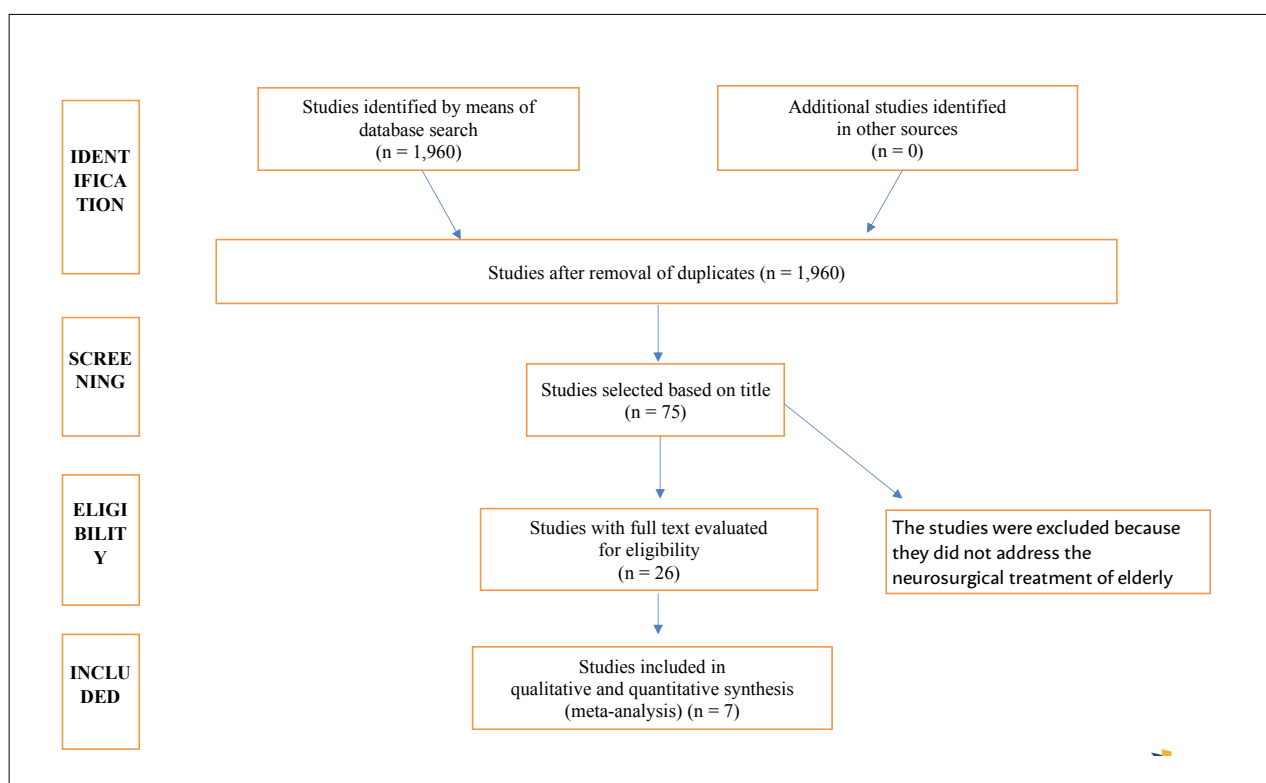 IDENT
IFICA
TION
Studies identified by means of
database search
(n = 1,960)
Additional studies identified
in other sources
(n = 0)
Studies after removal of duplicates (n = 1,960)
SCREE
NING
Studies selected based on title
(n = 75)
ELIGI
BILIT
Y
Studies with full text evaluated
for eligibility
(n = 26)
The studies were excluded because
they did not address the
neurosurgical treatment of elderly
INCLU
DED
Studies included in
qualitative and quantitative synthesis
(meta-analysis) (n = 7)